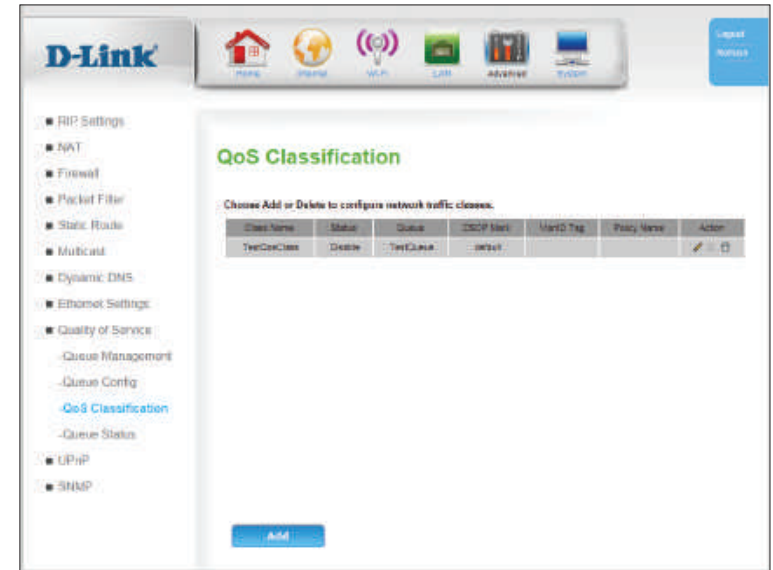 D-Link
Home
Internet
Wi-Fi
LAN
Advanced
System
Logout
RIP Settings
NAT
Firewall
Packet Filter
Static Route
Multicast
Dynamic DNS
Ethernet Settings
Quality of Service
-Queue Management
-Queue Config
-QoS Classification
-Queue Status
UPnP
SNMP
QoS Classification
Choose Add or Delete to configure network traffic classes.
Class Name Status Queue DSCP Mark VlanID Tag Policy Name Action
TestQosClass Disable TestQueue default
Add